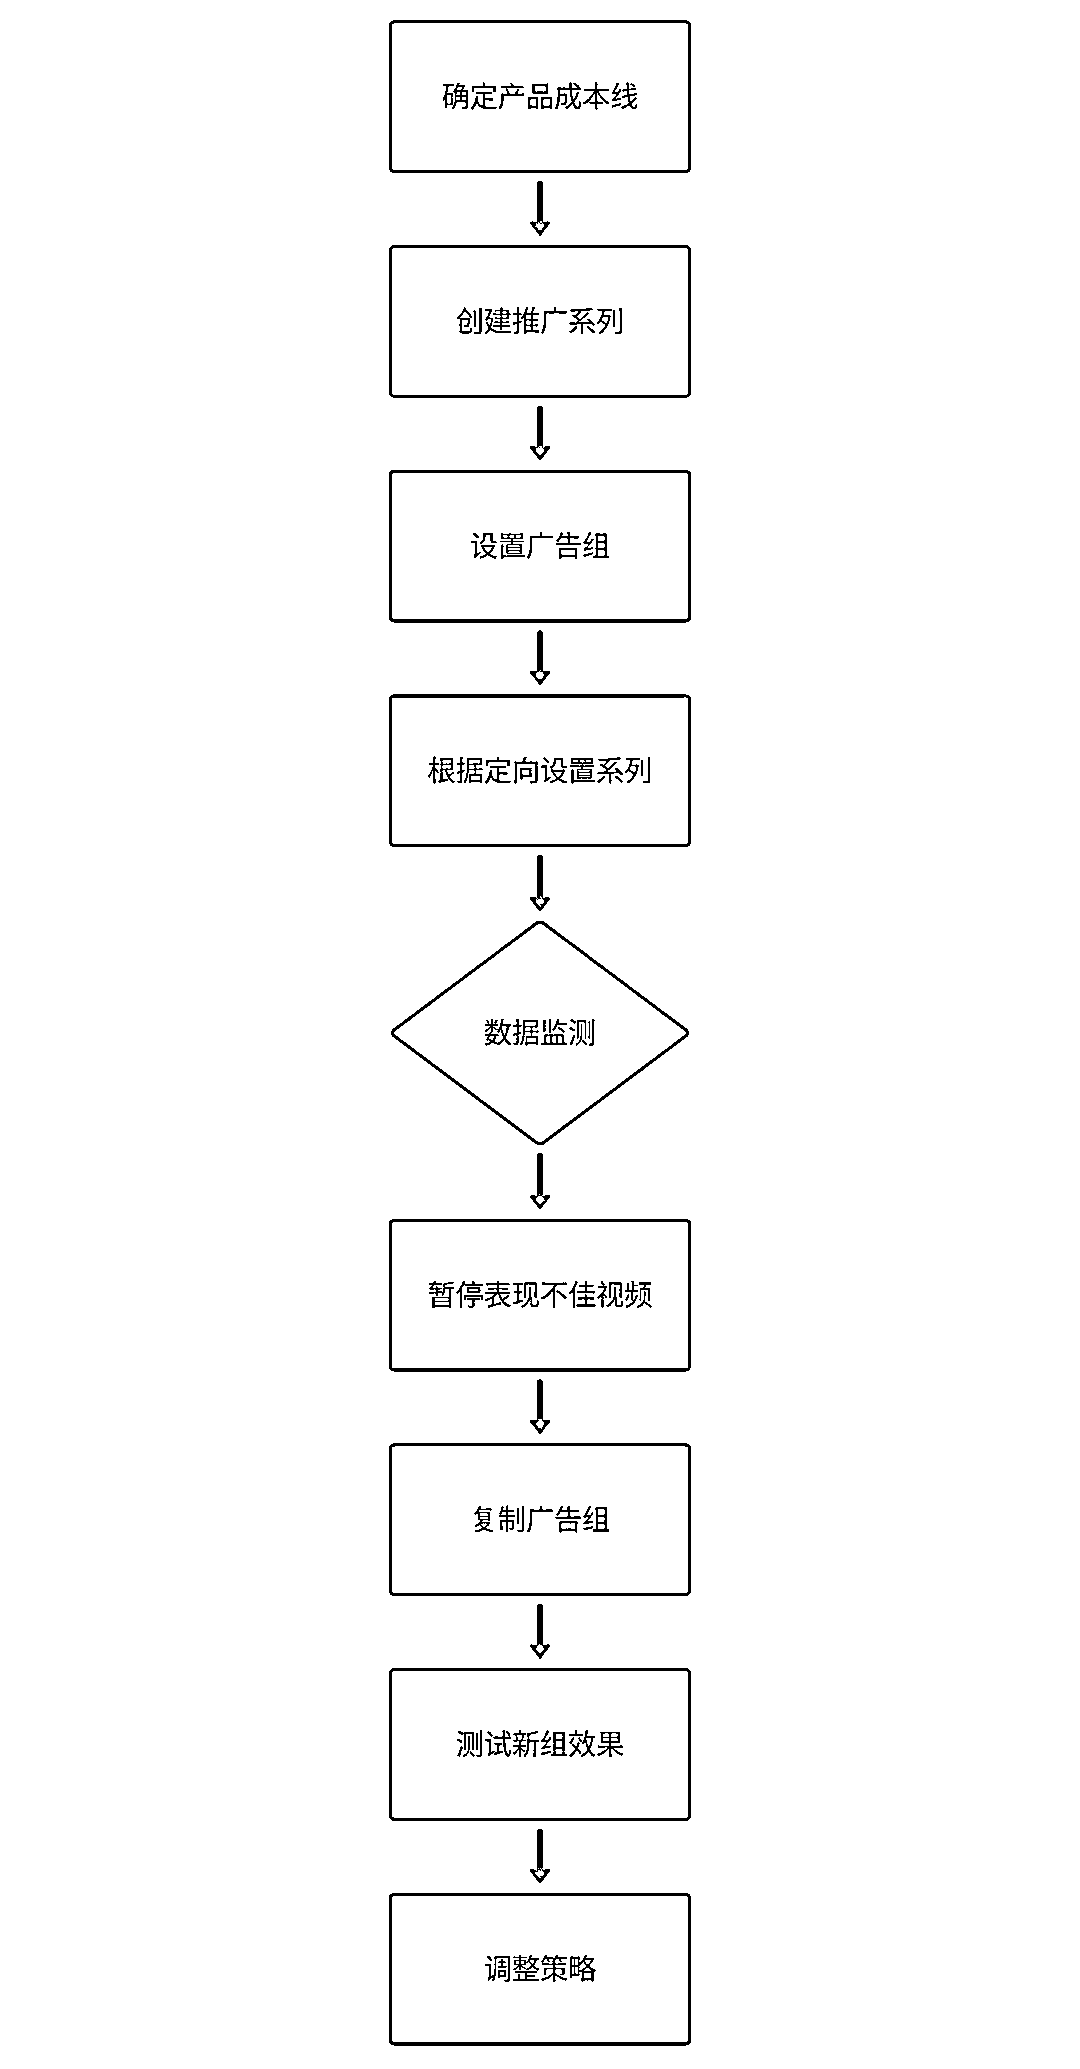 确定产品成本线
创建推广系列
设置广告组
根据定向设置系列
数据监测
暂停表现不佳视频
复制广告组
测试新组效果
调整策略